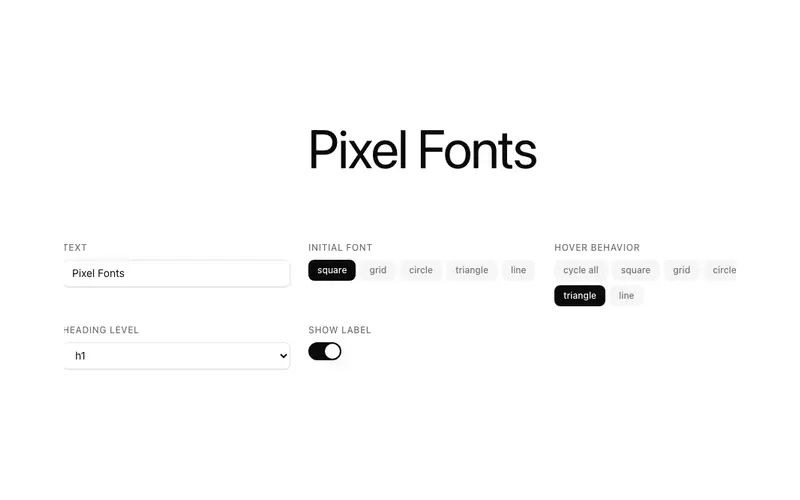 Pixel Fonts
TEXT
Pixel Fonts
INITIAL FONT
square grid circle triangle line
HOVER BEHAVIOR
cycle all square grid circle
triangle line
HEADING LEVEL
h1
SHOW LABEL